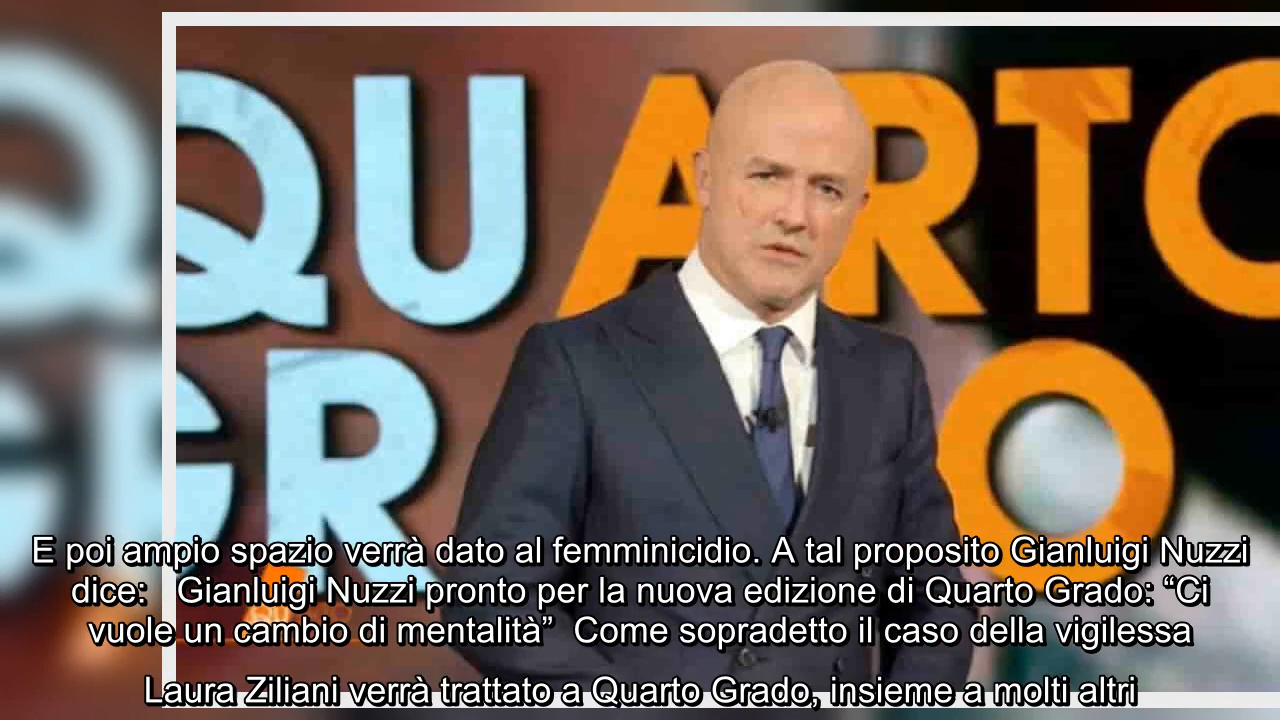 QUARTO
GR O
E poi ampio spazio verrà dato al femminicidio. A tal proposito Gianluigi Nuzzi
dice:   Gianluigi Nuzzi pronto per la nuova edizione di Quarto Grado: “Ci
vuole un cambio di mentalità”  Come sopradetto il caso della vigilessa
Laura Ziliani verrà trattato a Quarto Grado, insieme a molti altri